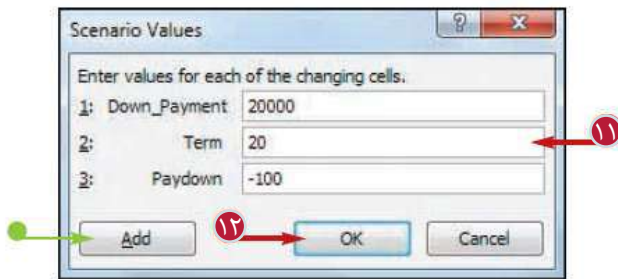 Scenario Values
Enter values for each of the changing cells.
1: Down_Payment 20000
2: Term 20
١١
3: Paydown -100
Add
١٢
OK
Cancel